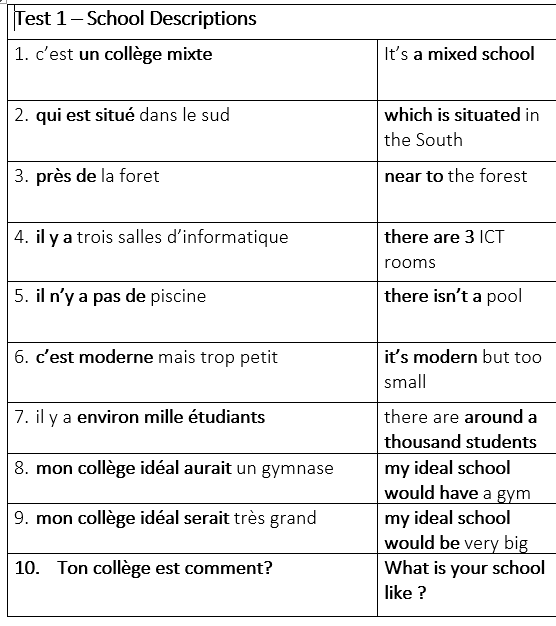 Test 1 – School Descriptions
1. c’est un collège mixte
It’s a mixed school
2. qui est situé dans le sud
which is situated in
the South
3. près de la foret
near to the forest
4. il y a trois salles d’informatique
there are 3 ICT
rooms
5. il n’y a pas de piscine
there isn’t a pool
6. c’est moderne mais trop petit
it’s modern but too
small
7. il y a environ mille étudiants
there are around a
thousand students
8. mon collège idéal aurait un gymnase
my ideal school
would have a gym
9. mon collège idéal serait très grand
my ideal school
would be very big
10. Ton collège est comment?
What is your school
like ?